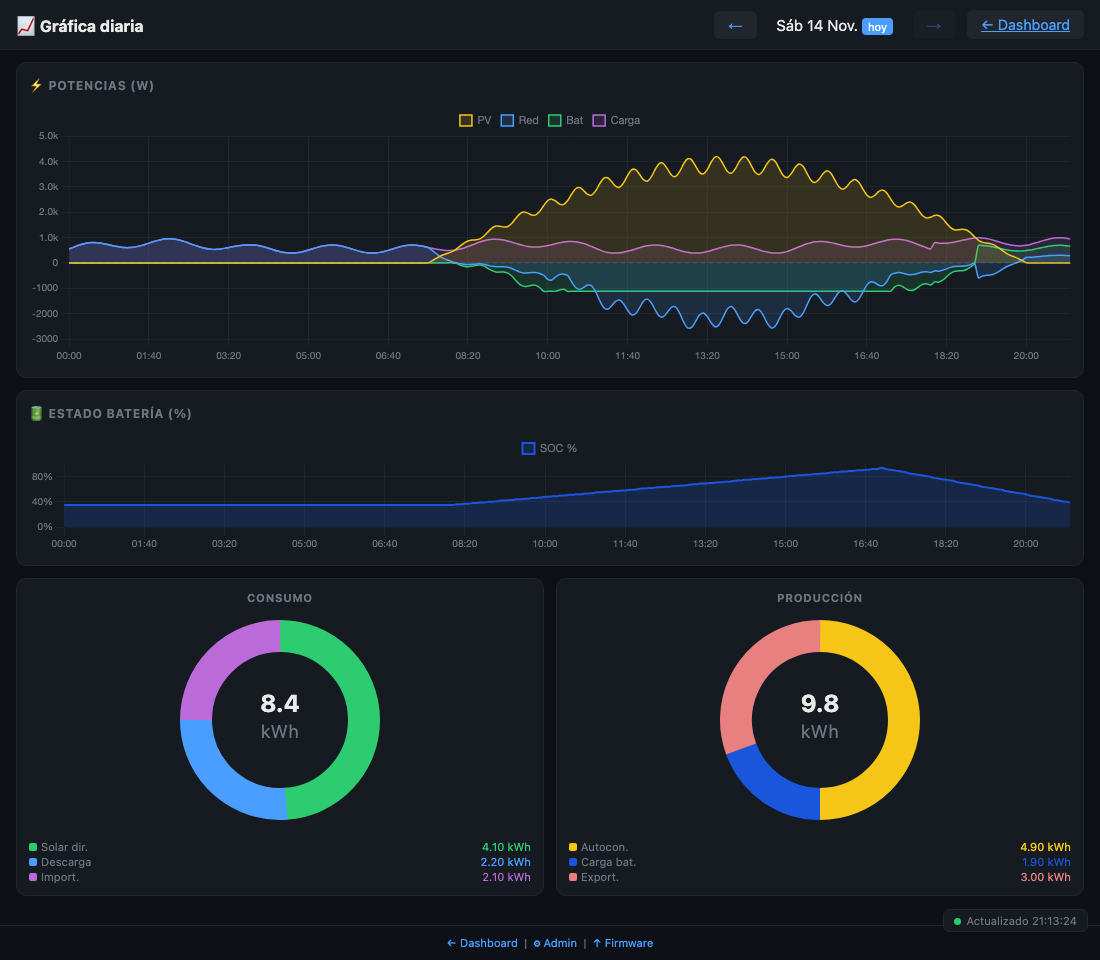 📈 Gráfica diaria
← Sáb 14 Nov. hoy → ← Dashboard
⚡ POTENCIAS (W)
PV Red Bat Carga
5.0k
4.0k
3.0k
2.0k
1.0k
0
-1000
-2000
-3000
00:00 01:40 03:20 05:00 06:40 08:20 10:00 11:40 13:20 15:00 16:40 18:20 20:00
🔋 ESTADO BATERÍA (%)
SOC %
80%
40%
0%
00:00 01:40 03:20 05:00 06:40 08:20 10:00 11:40 13:20 15:00 16:40 18:20 20:00
CONSUMO
8.4
kWh
Solar dir. 4.10 kWh
Descarga 2.20 kWh
Import. 2.10 kWh
PRODUCCIÓN
9.8
kWh
Autocon. 4.90 kWh
Carga bat. 1.90 kWh
Export. 3.00 kWh
Actualizado 21:13:24
← Dashboard | ⚙ Admin | ↑ Firmware